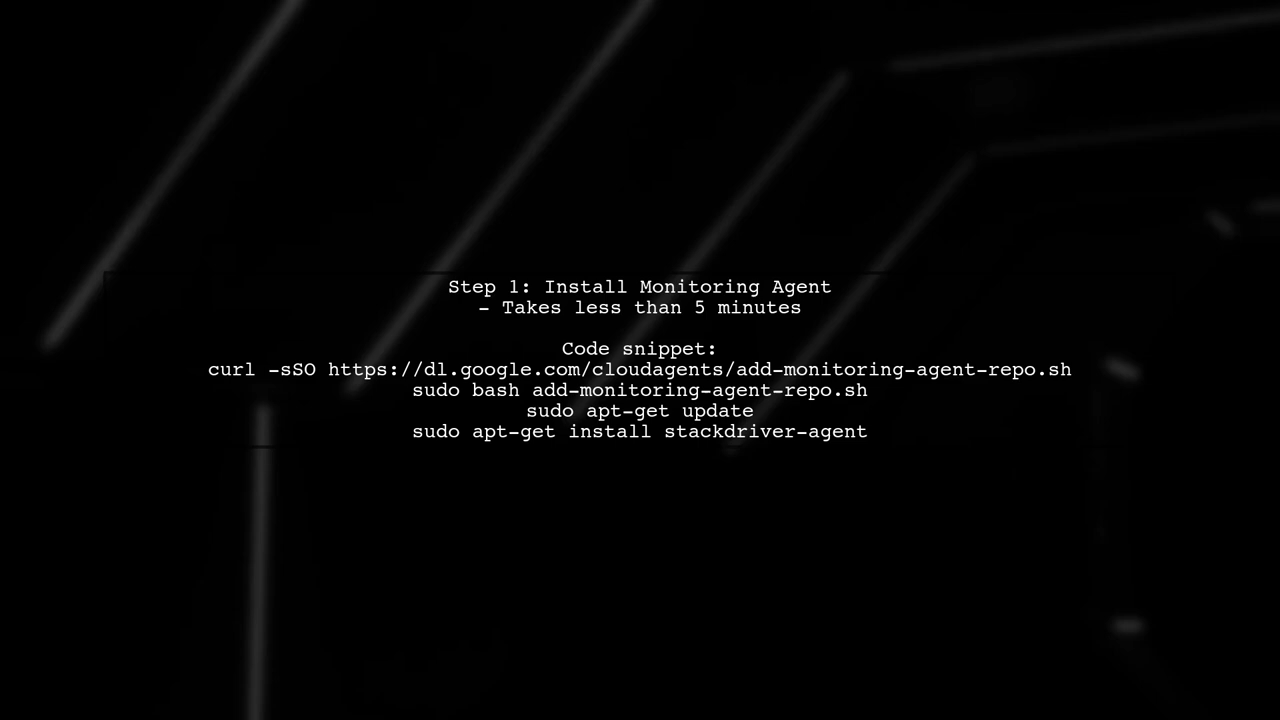 Step 1: Install Monitoring Agent
- Takes less than 5 minutes
Code snippet:
curl -sSO https://dl.google.com/cloudagents/add-monitoring-agent-repo.sh
sudo bash add-monitoring-agent-repo.sh
sudo apt-get update
sudo apt-get install stackdriver-agent